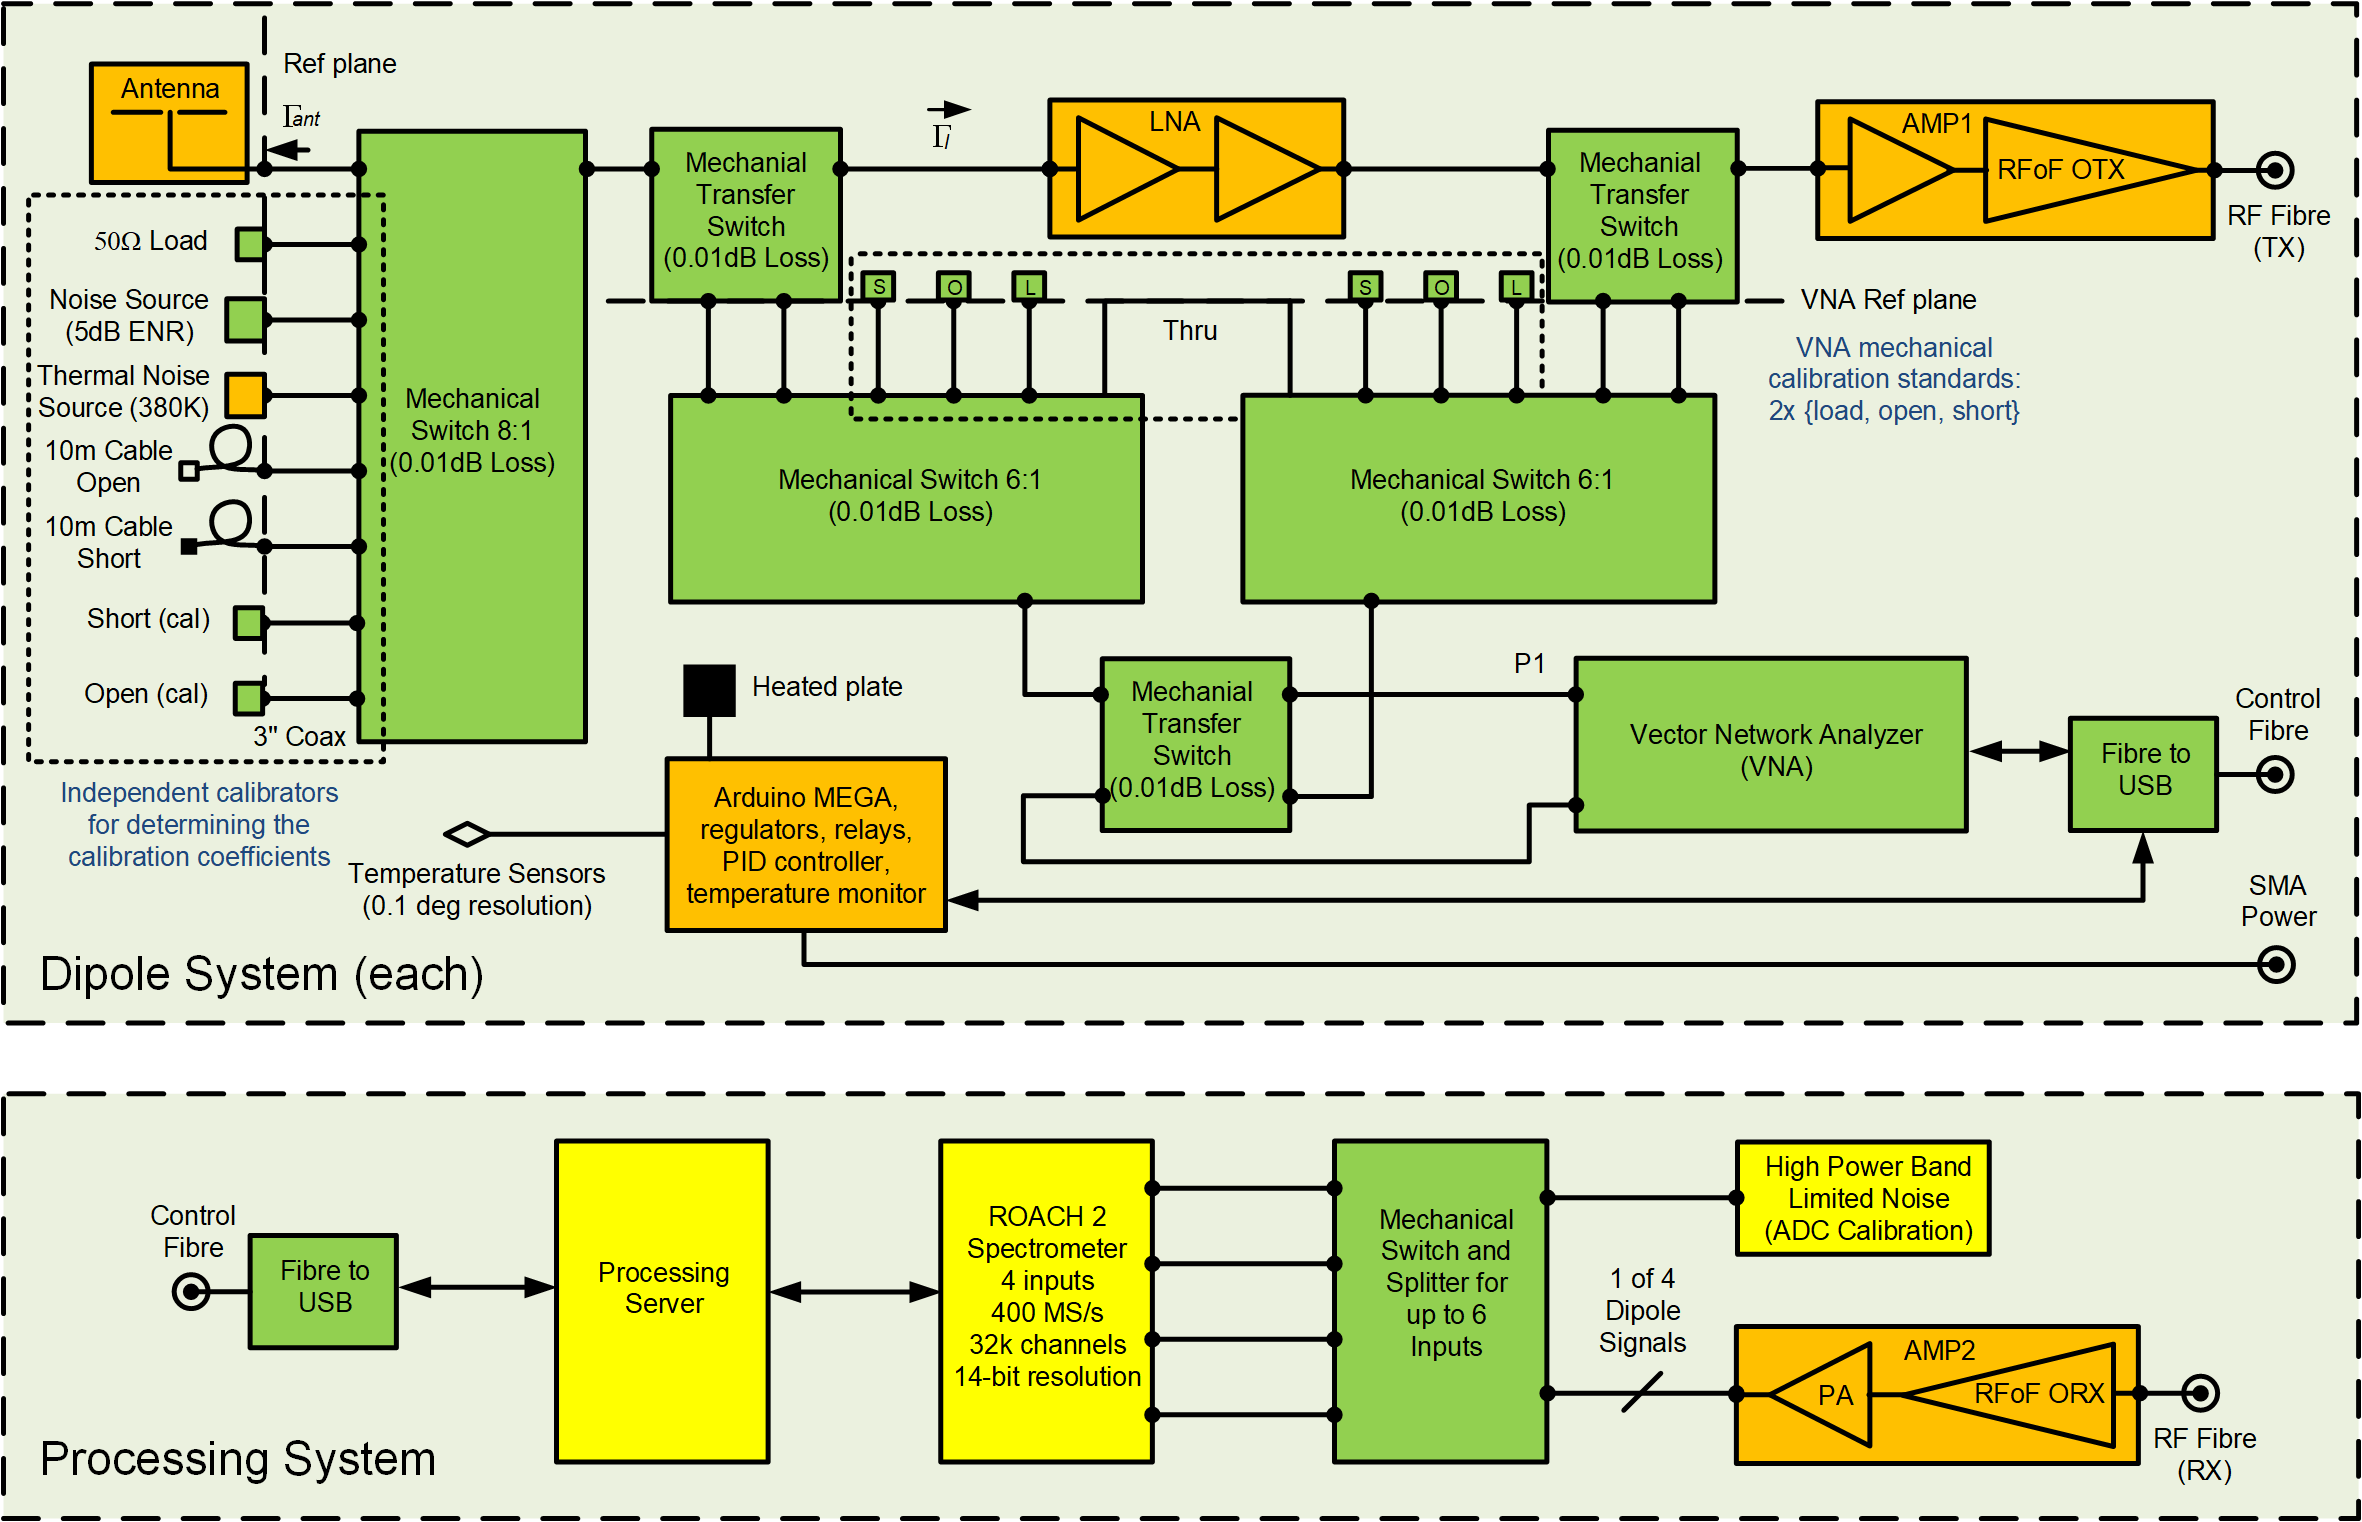 Ref plane
Antenna
Γant
50Ω Load
Noise Source
(5dB ENR)
Thermal Noise
Source (380K)
10m Cable
Open
10m Cable
Short
Short (cal)
Open (cal)
3" Coax
Independent calibrators
for determining the
calibration coefficients
Mechanical
Switch 8:1
(0.01dB Loss)
Mechanial
Transfer
Switch
(0.01dB Loss)
Γl
LNA
Mechanial
Transfer
Switch
(0.01dB Loss)
AMP1
RFoF OTX
RF Fibre
(TX)
S
O
L
Thru
S
O
L
VNA Ref plane
VNA mechanical
calibration standards:
2x {load, open, short}
Mechanical Switch 6:1
(0.01dB Loss)
Mechanical Switch 6:1
(0.01dB Loss)
Heated plate
Mechanial
Transfer
Switch
(0.01dB Loss)
P1
Vector Network Analyzer
(VNA)
Fibre to
USB
Control
Fibre
Arduino MEGA,
regulators, relays,
PID controller,
temperature monitor
Temperature Sensors
(0.1 deg resolution)
SMA
Power
Dipole System (each)
Control
Fibre
Fibre to
USB
Processing
Server
ROACH 2
Spectrometer
4 inputs
400 MS/s
32k channels
14-bit resolution
Mechanical
Switch and
Splitter for
up to 6
Inputs
High Power Band
Limited Noise
(ADC Calibration)
1 of 4
Dipole
Signals
AMP2
PA
RFoF ORX
RF Fibre
(RX)
Processing System